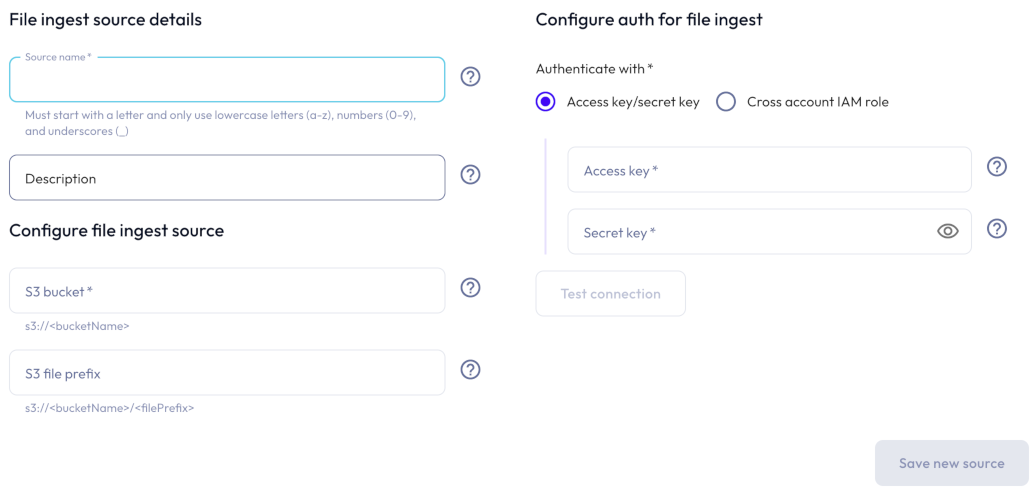 File ingest source details
Source name *
Must start with a letter and only use lowercase letters (a-z), numbers (0-9),
and underscores (_)
Description
Configure file ingest source
S3 bucket *
s3://<bucketName>
S3 file prefix
s3://<bucketName>/<filePrefix>
Configure auth for file ingest
Authenticate with *
Access key/secret key
Cross account IAM role
Access key *
Secret key *
Test connection
Save new source